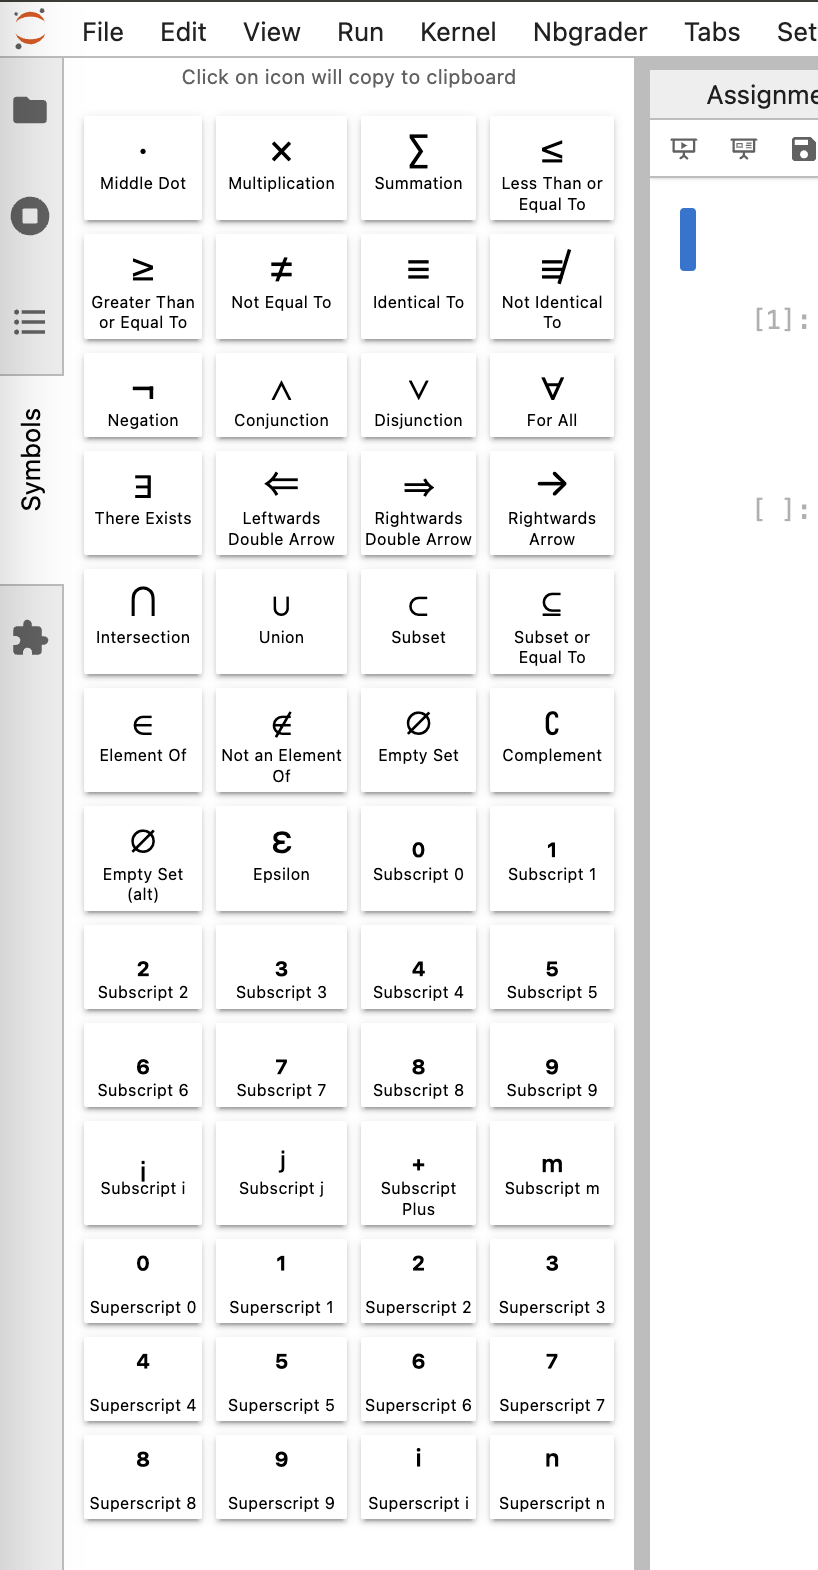 File Edit View Run Kernel Nbgrader Tabs Set
Click on icon will copy to clipboard
Assignme
· × ∑ ≤
Middle Dot Multiplication Summation Less Than or
Equal To
≥ ≠ ≡ ≢
Greater Than Not Equal To Identical To Not Identical
or Equal To To
[1]:
¬ ∧ ∨ ∀
Negation Conjunction Disjunction For All
Symbols
∃ ⇐ ⇒ →
There Exists Leftwards Rightwards Rightwards
Double Arrow Double Arrow Arrow
[ ]:
⋂ ∪ ⊂ ⊆
Intersection Union Subset Subset or
Equal To
∈ ∉ ∅ ∁
Element Of Not an Element Empty Set Complement
Of
∅ ɛ 0 1
Empty Set Epsilon Subscript 0 Subscript 1
(alt)
2 3 4 5
Subscript 2 Subscript 3 Subscript 4 Subscript 5
6 7 8 9
Subscript 6 Subscript 7 Subscript 8 Subscript 9
i j + m
Subscript i Subscript j Subscript Subscript m
Plus
0 1 2 3
Superscript 0 Superscript 1 Superscript 2 Superscript 3
4 5 6 7
Superscript 4 Superscript 5 Superscript 6 Superscript 7
8 9 i n
Superscript 8 Superscript 9 Superscript i Superscript n